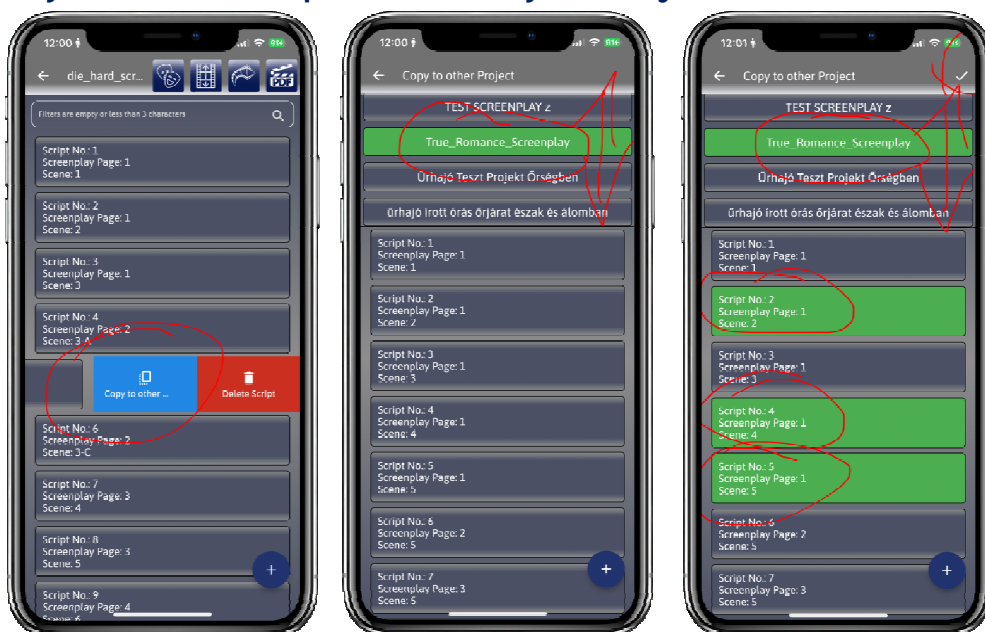 12:00
die_hard_scr...
Filters are empty or less than 3 characters
Script No.: 1
Screenplay Page: 1
Scene: 1
Script No.: 2
Screenplay Page: 1
Scene: 2
Script No.: 3
Screenplay Page: 1
Scene: 3
Script No.: 4
Screenplay Page: 2
Scene: 3-A
Copy to other ...
Delete Script
Script No.: 6
Screenplay Page: 2
Scene: 3-C
Script No.: 7
Screenplay Page: 3
Scene: 4
Script No.: 8
Screenplay Page: 3
Scene: 5
Script No.: 9
Screenplay Page: 4
Scene: 6
+
12:00
Copy to other Project
TEST SCREENPLAY z
True_Romance_Screenplay
Űrhajó Teszt Projekt Őrségben
űrhajó írott órás őrjárat észak és álomban
Script No.: 1
Screenplay Page: 1
Scene: 1
Script No.: 2
Screenplay Page: 1
Scene: 2
Script No.: 3
Screenplay Page: 1
Scene: 3
Script No.: 4
Screenplay Page: 1
Scene: 4
Script No.: 5
Screenplay Page: 1
Scene: 5
Script No.: 6
Screenplay Page: 2
Scene: 5
Script No.: 7
Screenplay Page: 3
Scene: 5
+
12:01
Copy to other Project
TEST SCREENPLAY z
True_Romance_Screenplay
Űrhajó Teszt Projekt Őrségben
űrhajó írott órás őrjárat észak és álomban
Script No.: 1
Screenplay Page: 1
Scene: 1
Script No.: 2
Screenplay Page: 1
Scene: 2
Script No.: 3
Screenplay Page: 1
Scene: 3
Script No.: 4
Screenplay Page: 1
Scene: 4
Script No.: 5
Screenplay Page: 1
Scene: 5
Script No.: 6
Screenplay Page: 2
Scene: 5
Script No.: 7
Screenplay Page: 3
Scene: 5
+